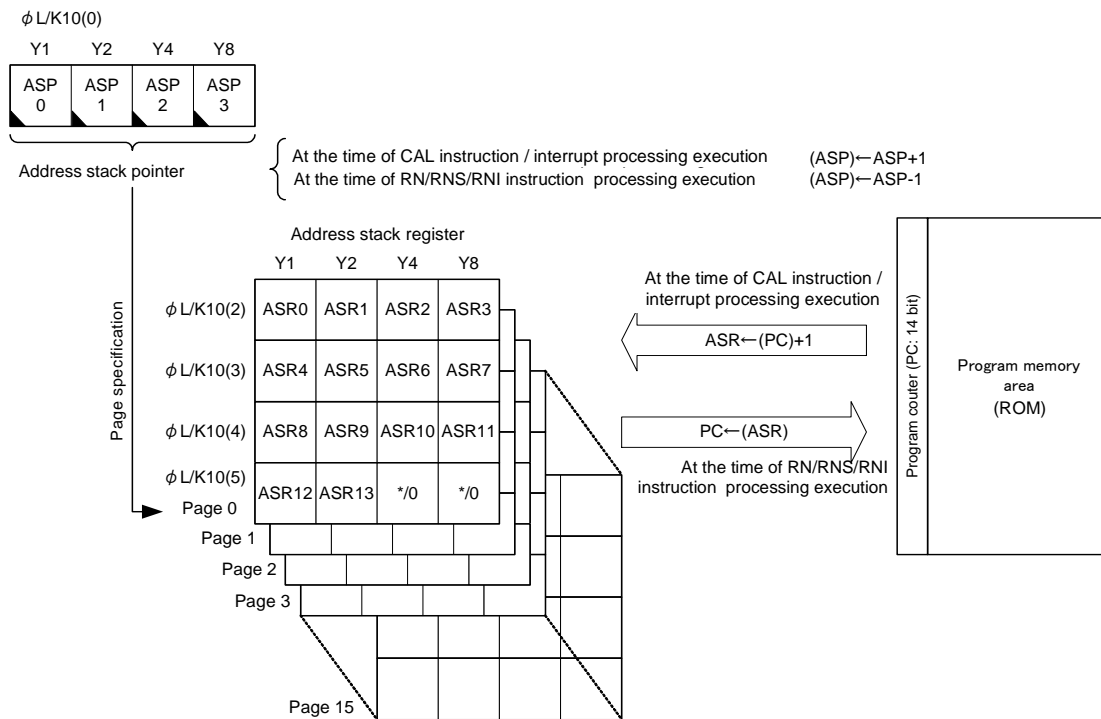 ϕL/K10(0)
Y1 Y2 Y4 Y8
ASP 0 ASP 1 ASP 2 ASP 3
Address stack pointer
At the time of CAL instruction / interrupt processing execution (ASP)←ASP+1
At the time of RN/RNS/RNI instruction processing execution (ASP)←ASP-1
Page specification
Address stack register
Y1 Y2 Y4 Y8
ϕL/K10(2) ASR0 ASR1 ASR2 ASR3
ϕL/K10(3) ASR4 ASR5 ASR6 ASR7
ϕL/K10(4) ASR8 ASR9 ASR10 ASR11
ϕL/K10(5) ASR12 ASR13 */0 */0
Page 0
Page 1
Page 2
Page 3
Page 15
At the time of CAL instruction /
interrupt processing execution
ASR←(PC)+1
PC←(ASR)
At the time of RN/RNS/RNI
instruction processing execution
Program couter (PC: 14 bit)
Program memory
area
(ROM)